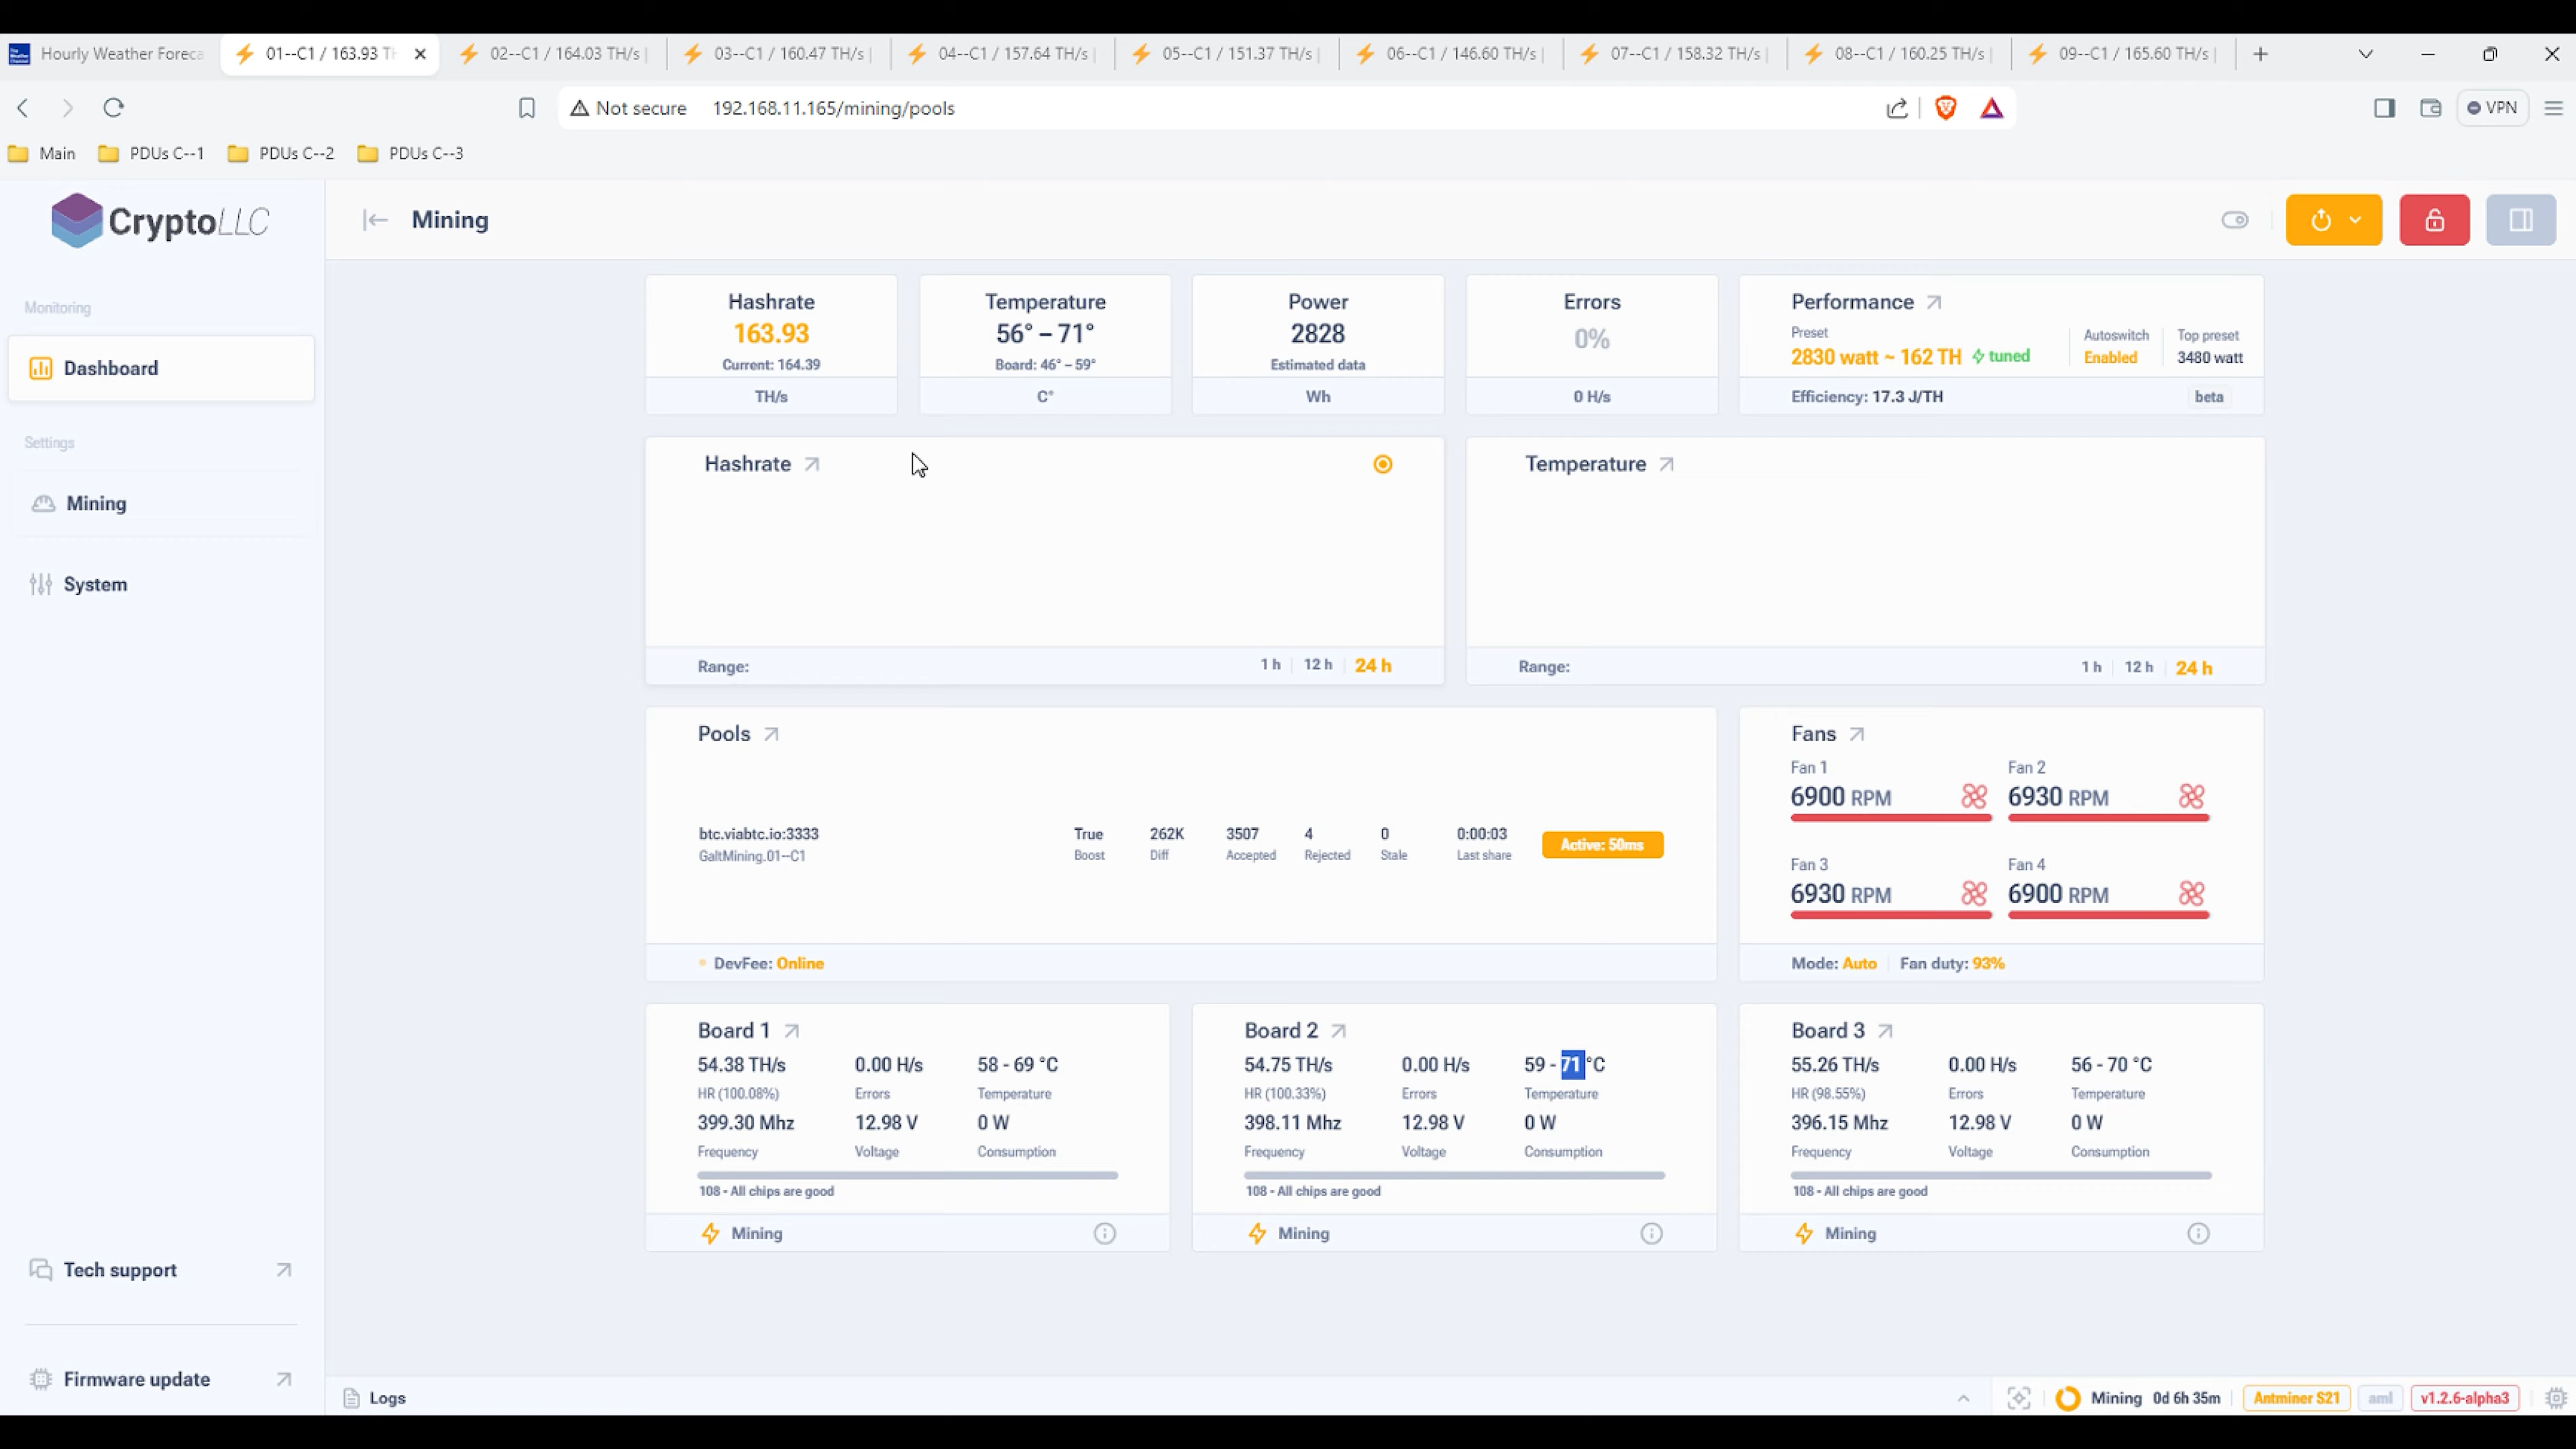 Hourly Weather Foreca
01--C1 / 163.93 TH
02--C1 / 164.03 TH/s |
03--C1 / 160.47 TH/s |
04--C1 / 157.64 TH/s |
05--C1 / 151.37 TH/s |
06--C1 / 146.60 TH/s |
07--C1 / 158.32 TH/s |
08--C1 / 160.25 TH/s |
09--C1 / 165.60 TH/s |
Not secure 192.168.11.165/mining/pools
VPN
Main PDUs C--1 PDUs C--2 PDUs C--3
CryptoLLC
Mining
Monitoring
Dashboard
Settings
Mining
System
Tech support
Firmware update
Hashrate
163.93
Current: 164.39
TH/s
Temperature
56° – 71°
Board: 46° – 59°
C°
Power
2828
Estimated data
Wh
Errors
0%
0 H/s
Performance
Preset
2830 watt ~ 162 TH tuned
Autoswitch
Enabled
Top preset
3480 watt
Efficiency: 17.3 J/TH beta
Hashrate
Range: 1 h 12 h 24 h
Temperature
Range: 1 h 12 h 24 h
Pools
btc.viabtc.io:3333
GaltMining.01--C1
True
Boost
262K
Diff
3507
Accepted
4
Rejected
0
Stale
0:00:03
Last share
Active: 50ms
DevFee: Online
Fans
Fan 1
6900 RPM
Fan 2
6930 RPM
Fan 3
6930 RPM
Fan 4
6900 RPM
Mode: Auto Fan duty: 93%
Board 1
54.38 TH/s 0.00 H/s 58 - 69 °C
HR (100.08%) Errors Temperature
399.30 Mhz 12.98 V 0 W
Frequency Voltage Consumption
108 - All chips are good
Mining
Board 2
54.75 TH/s 0.00 H/s 59 - 71 °C
HR (100.33%) Errors Temperature
398.11 Mhz 12.98 V 0 W
Frequency Voltage Consumption
108 - All chips are good
Mining
Board 3
55.26 TH/s 0.00 H/s 56 - 70 °C
HR (98.55%) Errors Temperature
396.15 Mhz 12.98 V 0 W
Frequency Voltage Consumption
108 - All chips are good
Mining
Logs
Mining 0d 6h 35m Antminer S21 aml v1.2.6-alpha3